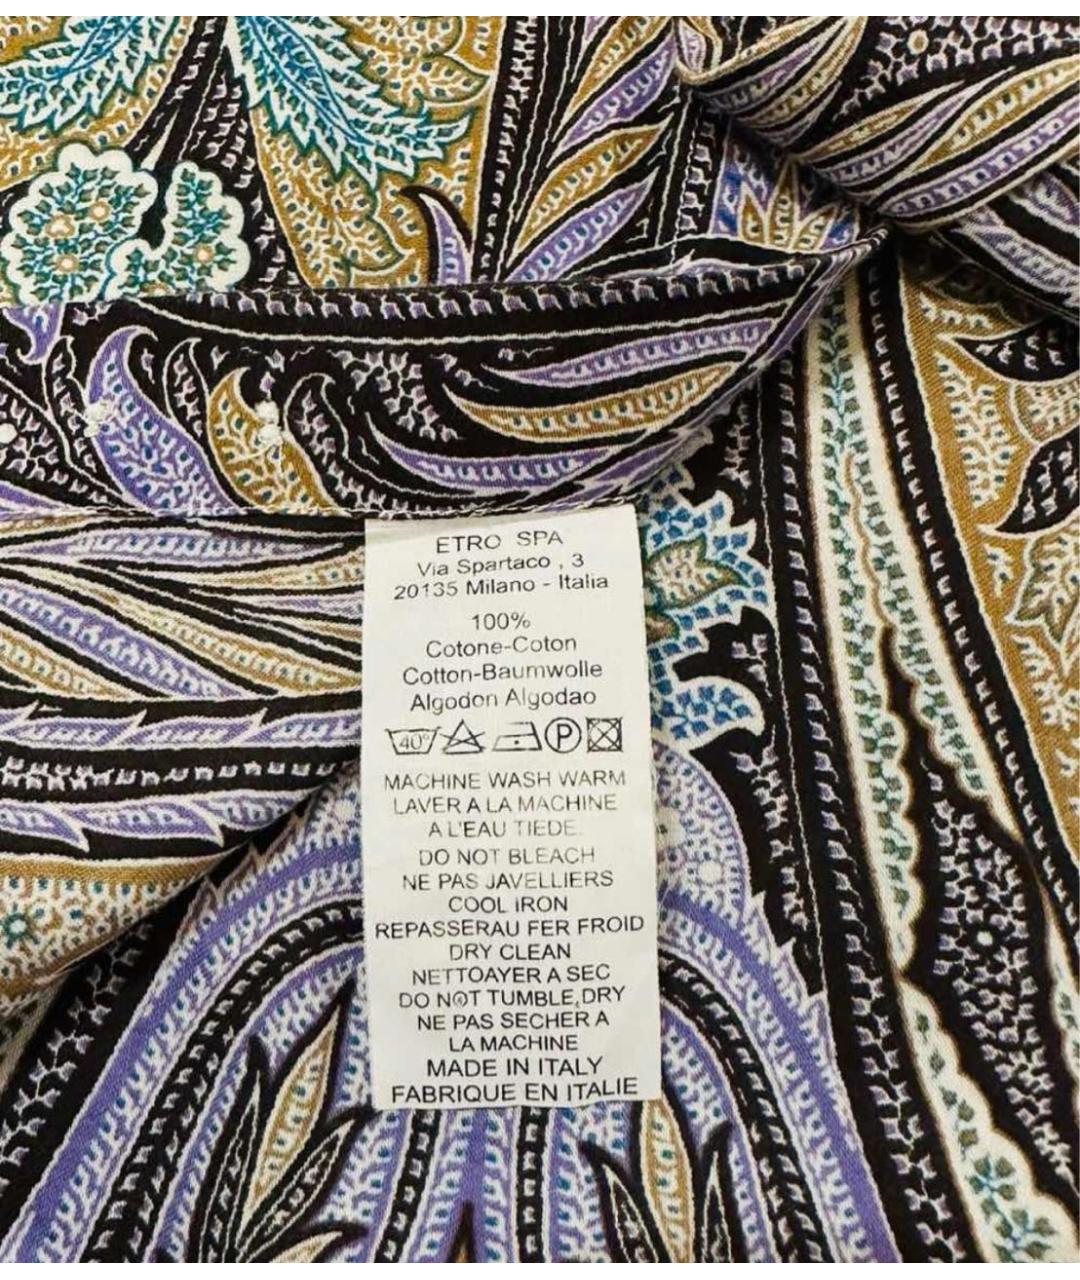 ETRO SPA
Via Spartaco , 3
20135 Milano - Italia
100%
Cotone-Coton
Cotton-Baumwolle
Algodon Algodao
40° P
MACHINE WASH WARM
LAVER A LA MACHINE
A L'EAU TIEDE.
DO NOT BLEACH
NE PAS JAVELLIERS
COOL IRON
REPASSERAU FER FROID
DRY CLEAN
NETTOAYER A SEC
DO NOT TUMBLE,DRY
NE PAS SECHER A
LA MACHINE
MADE IN ITALY
FABRIQUE EN ITALIE